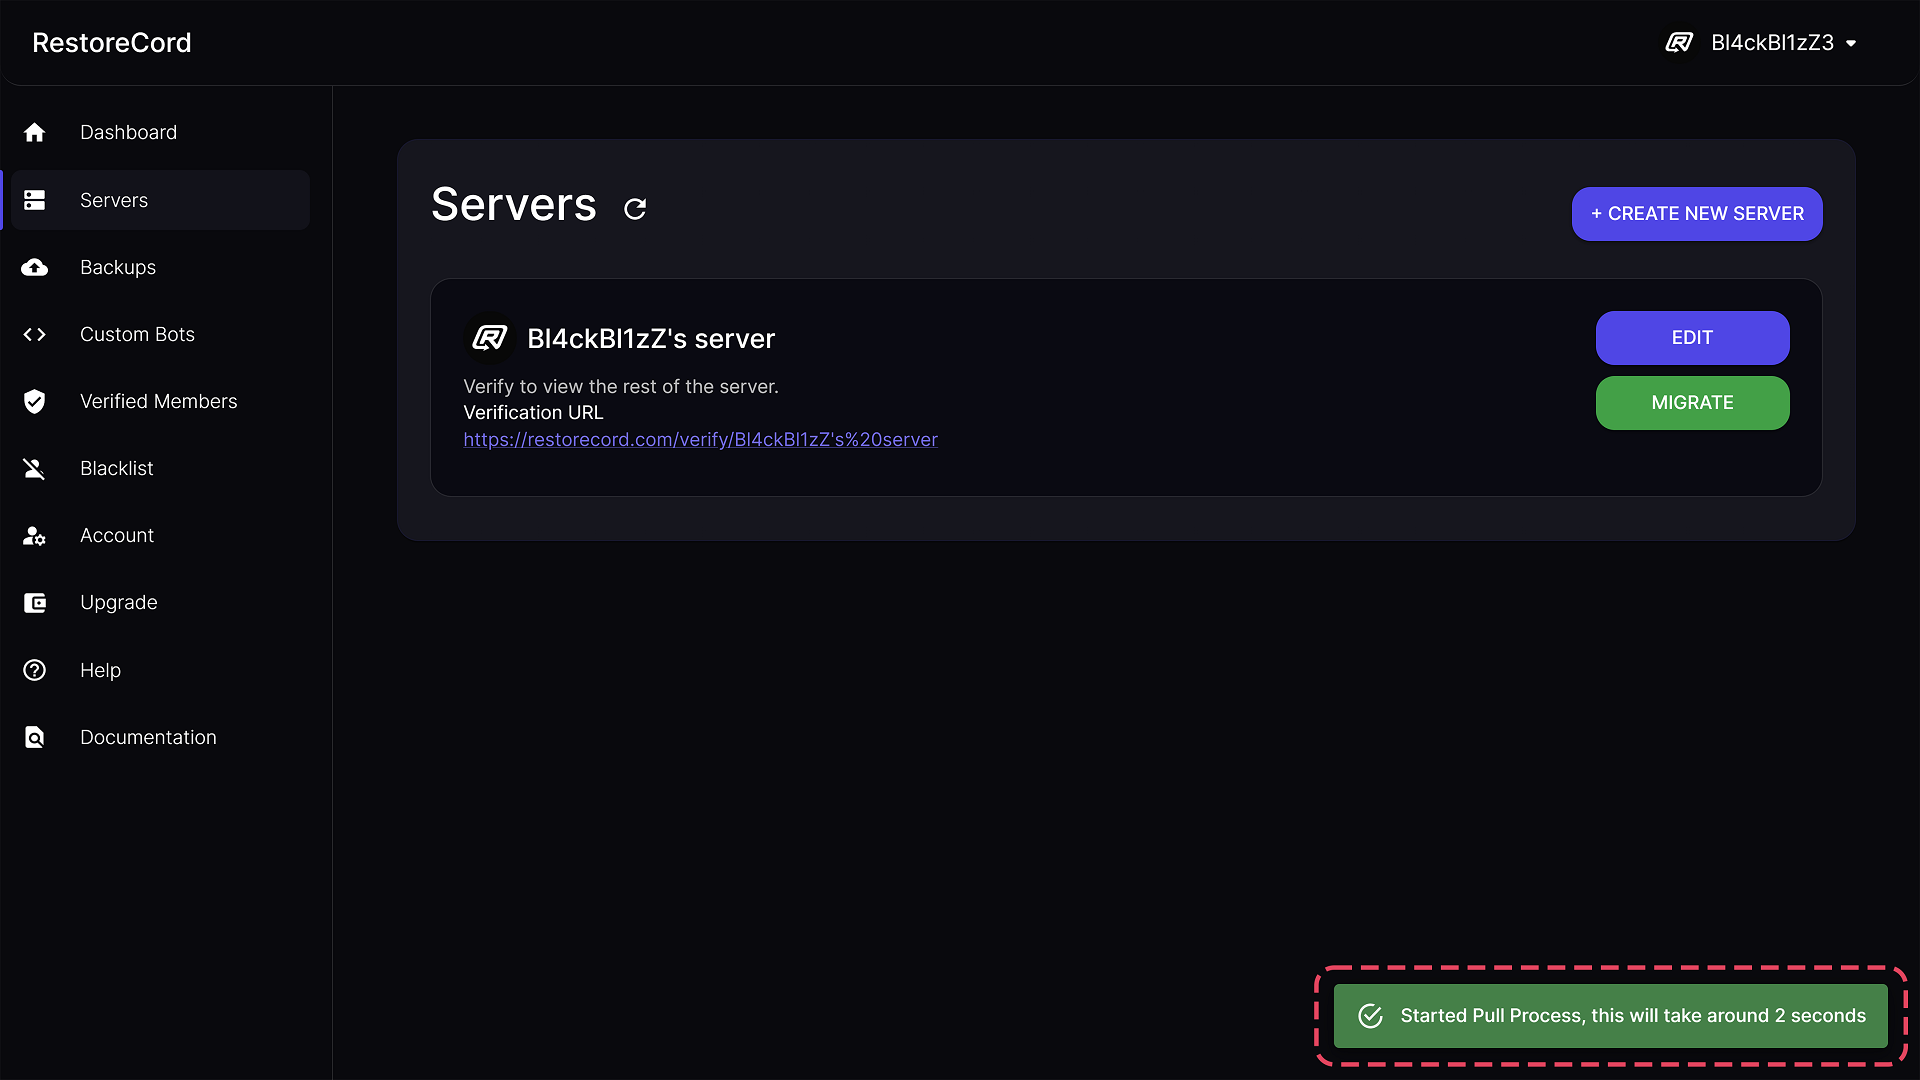 RestoreCord
Bl4ckBl1zZ3
Dashboard
Servers
Backups
Custom Bots
Verified Members
Blacklist
Account
Upgrade
Help
Documentation
Servers
+ CREATE NEW SERVER
Bl4ckBl1zZ's server
Verify to view the rest of the server.
Verification URL
https://restorecord.com/verify/Bl4ckBl1zZ's%20server
EDIT
MIGRATE
Started Pull Process, this will take around 2 seconds